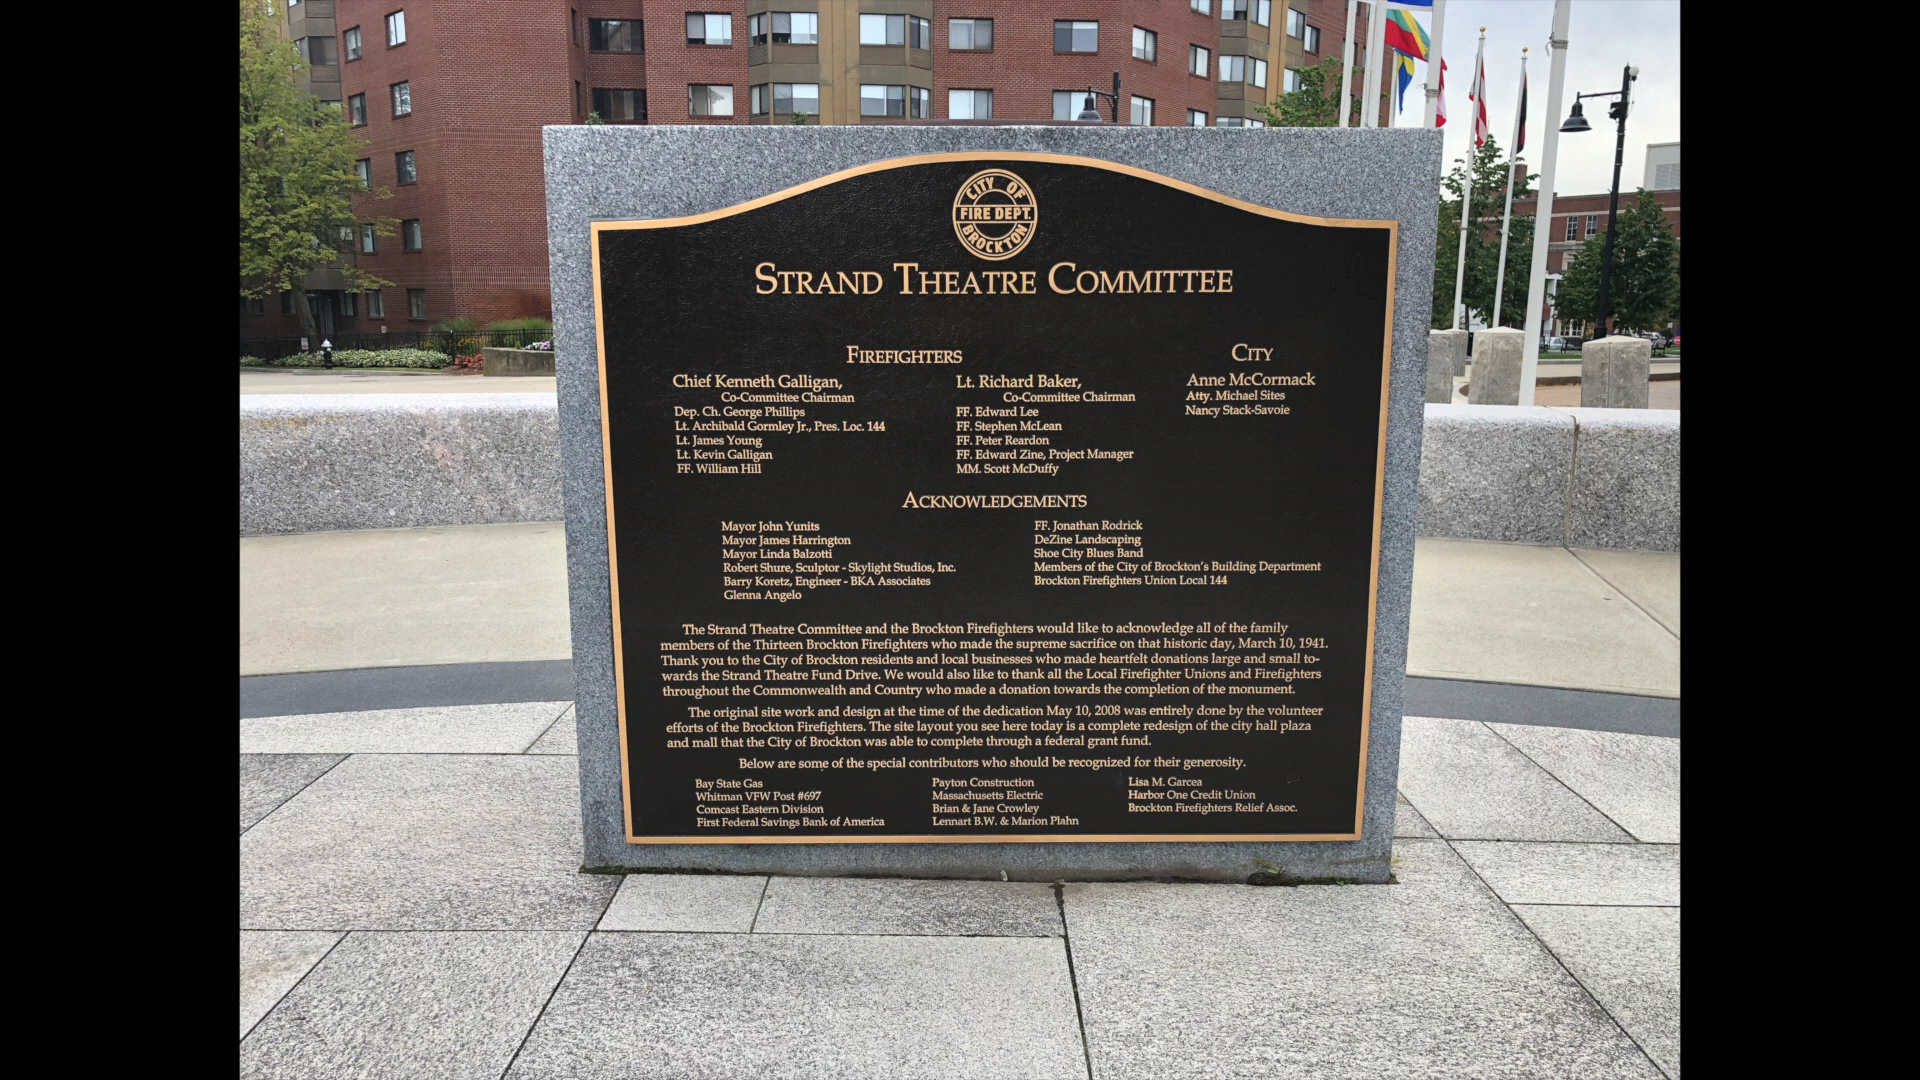 CITY OF
FIRE DEPT.
BROCKTON
STRAND THEATRE COMMITTEE
FIREFIGHTERS
Chief Kenneth Galligan,
Co-Committee Chairman
Dep. Ch. George Phillips
Lt. Archibald Gormley Jr., Pres. Loc. 144
Lt. James Young
Lt. Kevin Galligan
FF. William Hill
Lt. Richard Baker,
Co-Committee Chairman
FF. Edward Lee
FF. Stephen McLean
FF. Peter Reardon
FF. Edward Zine, Project Manager
MM. Scott McDuffy
CITY
Anne McCormack
Atty. Michael Sites
Nancy Stack-Savoie
ACKNOWLEDGEMENTS
Mayor John Yunits
Mayor James Harrington
Mayor Linda Balzotti
Robert Shure, Sculptor - Skylight Studios, Inc.
Barry Koretz, Engineer - BKA Associates
Glenna Angelo
FF. Jonathan Rodrick
DeZine Landscaping
Shoe City Blues Band
Members of the City of Brockton's Building Department
Brockton Firefighters Union Local 144
The Strand Theatre Committee and the Brockton Firefighters would like to acknowledge all of the family
members of the Thirteen Brockton Firefighters who made the supreme sacrifice on that historic day, March 10, 1941.
Thank you to the City of Brockton residents and local businesses who made heartfelt donations large and small to-
wards the Strand Theatre Fund Drive. We would also like to thank all the Local Firefighter Unions and Firefighters
throughout the Commonwealth and Country who made a donation towards the completion of the monument.
The original site work and design at the time of the dedication May 10, 2008 was entirely done by the volunteer
efforts of the Brockton Firefighters. The site layout you see here today is a complete redesign of the city hall plaza
and mall that the City of Brockton was able to complete through a federal grant fund.
Below are some of the special contributors who should be recognized for their generosity.
Bay State Gas
Whitman VFW Post #697
Comcast Eastern Division
First Federal Savings Bank of America
Payton Construction
Massachusetts Electric
Brian & Jane Crowley
Lennart B.W. & Marion Plahn
Lisa M. Garcea
Harbor One Credit Union
Brockton Firefighters Relief Assoc.